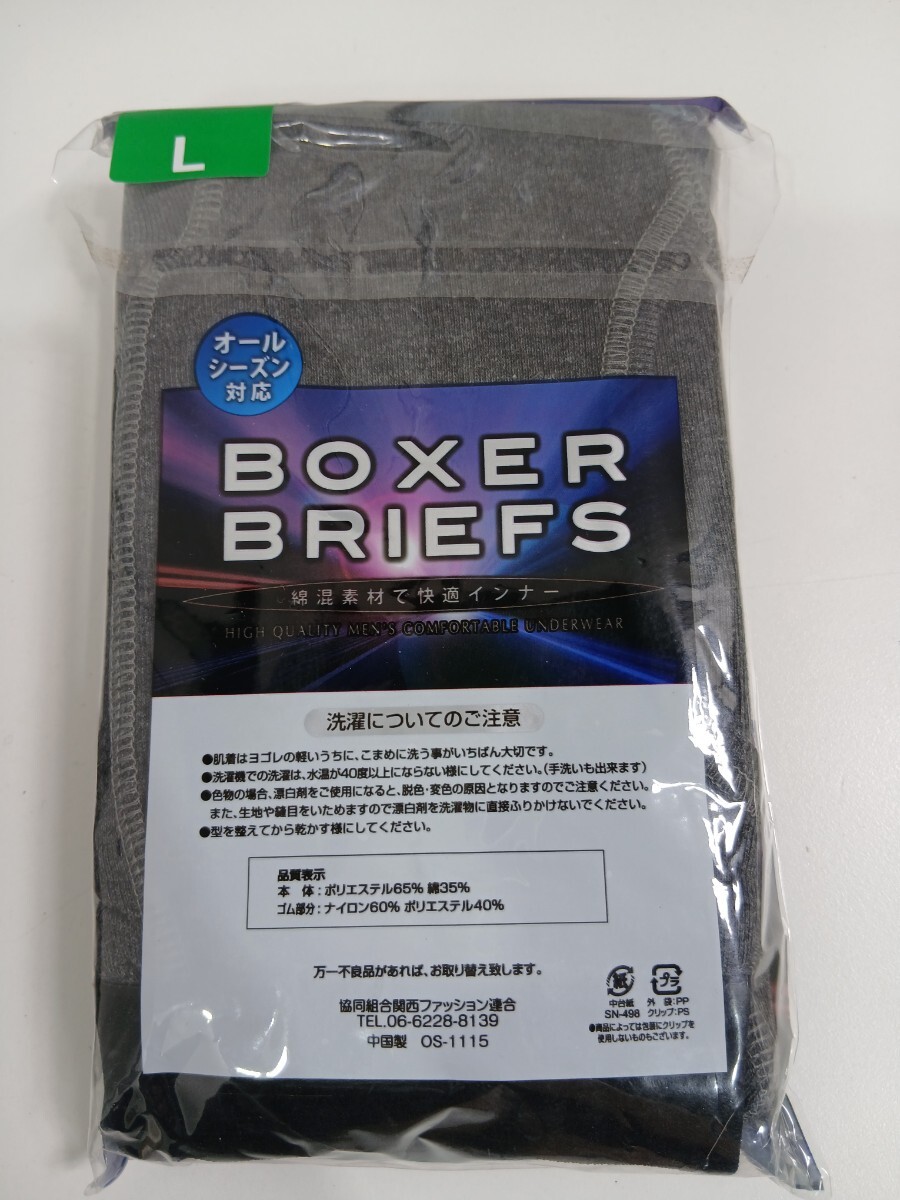 L
オール
シーズン
対応
BOXER
BRIEFS
綿混素材で快適インナー
HIGH QUALITY MEN'S COMFORTABLE UNDERWEAR
洗濯についてのご注意
●肌着はヨゴレの軽いうちに、こまめに洗う事がいちばん大切です。
●洗濯機での洗濯は、水温が40度以上にならない様にしてください。(手洗いも出来ます)
●色物の場合、漂白剤をご使用になると、脱色・変色の原因となりますのでご注意ください。
また、生地や縫目をいためますので漂白剤を洗濯物に直接ふりかけないでください。
●型を整えてから乾かす様にしてください。
品質表示
本　体：ポリエステル65% 綿35%
ゴム部分：ナイロン60% ポリエステル40%
万一不良品があれば、お取り替え致します。
協同組合関西ファッション連合
TEL.06-6228-8139
中国製　OS-1115
紙
中台紙
SN-498
プラ
外　袋：PP
クリップ：PS
●商品によっては包装にクリップを
使用しないものもございます。